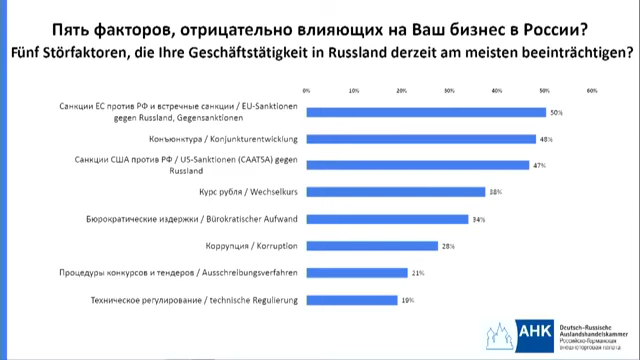 Пять факторов, отрицательно влияющих на Ваш бизнес в России?
Fünf Störfaktoren, die Ihre Geschäftstätigkeit in Russland derzeit am meisten beeinträchtigen?
0% 10% 20% 30% 40% 50% 60%
Санкции ЕС против РФ и встречные санкции / EU-Sanktionen
gegen Russland, Gegensanktionen
50%
Конъюнктура / Konjunkturentwicklung
48%
Санкции США против РФ / US-Sanktionen (CAATSA) gegen
Russland
47%
Курс рубля / Wechselkurs
38%
Бюрократические издержки / Bürokratischer Aufwand
34%
Коррупция / Korruption
28%
Процедуры конкурсов и тендеров / Ausschreibungsverfahren
21%
Техническое регулирование / technische Regulierung
19%
AHK
Deutsch-Russische
Auslandshandelskammer
Российско-Германская
внешнеторговая палата